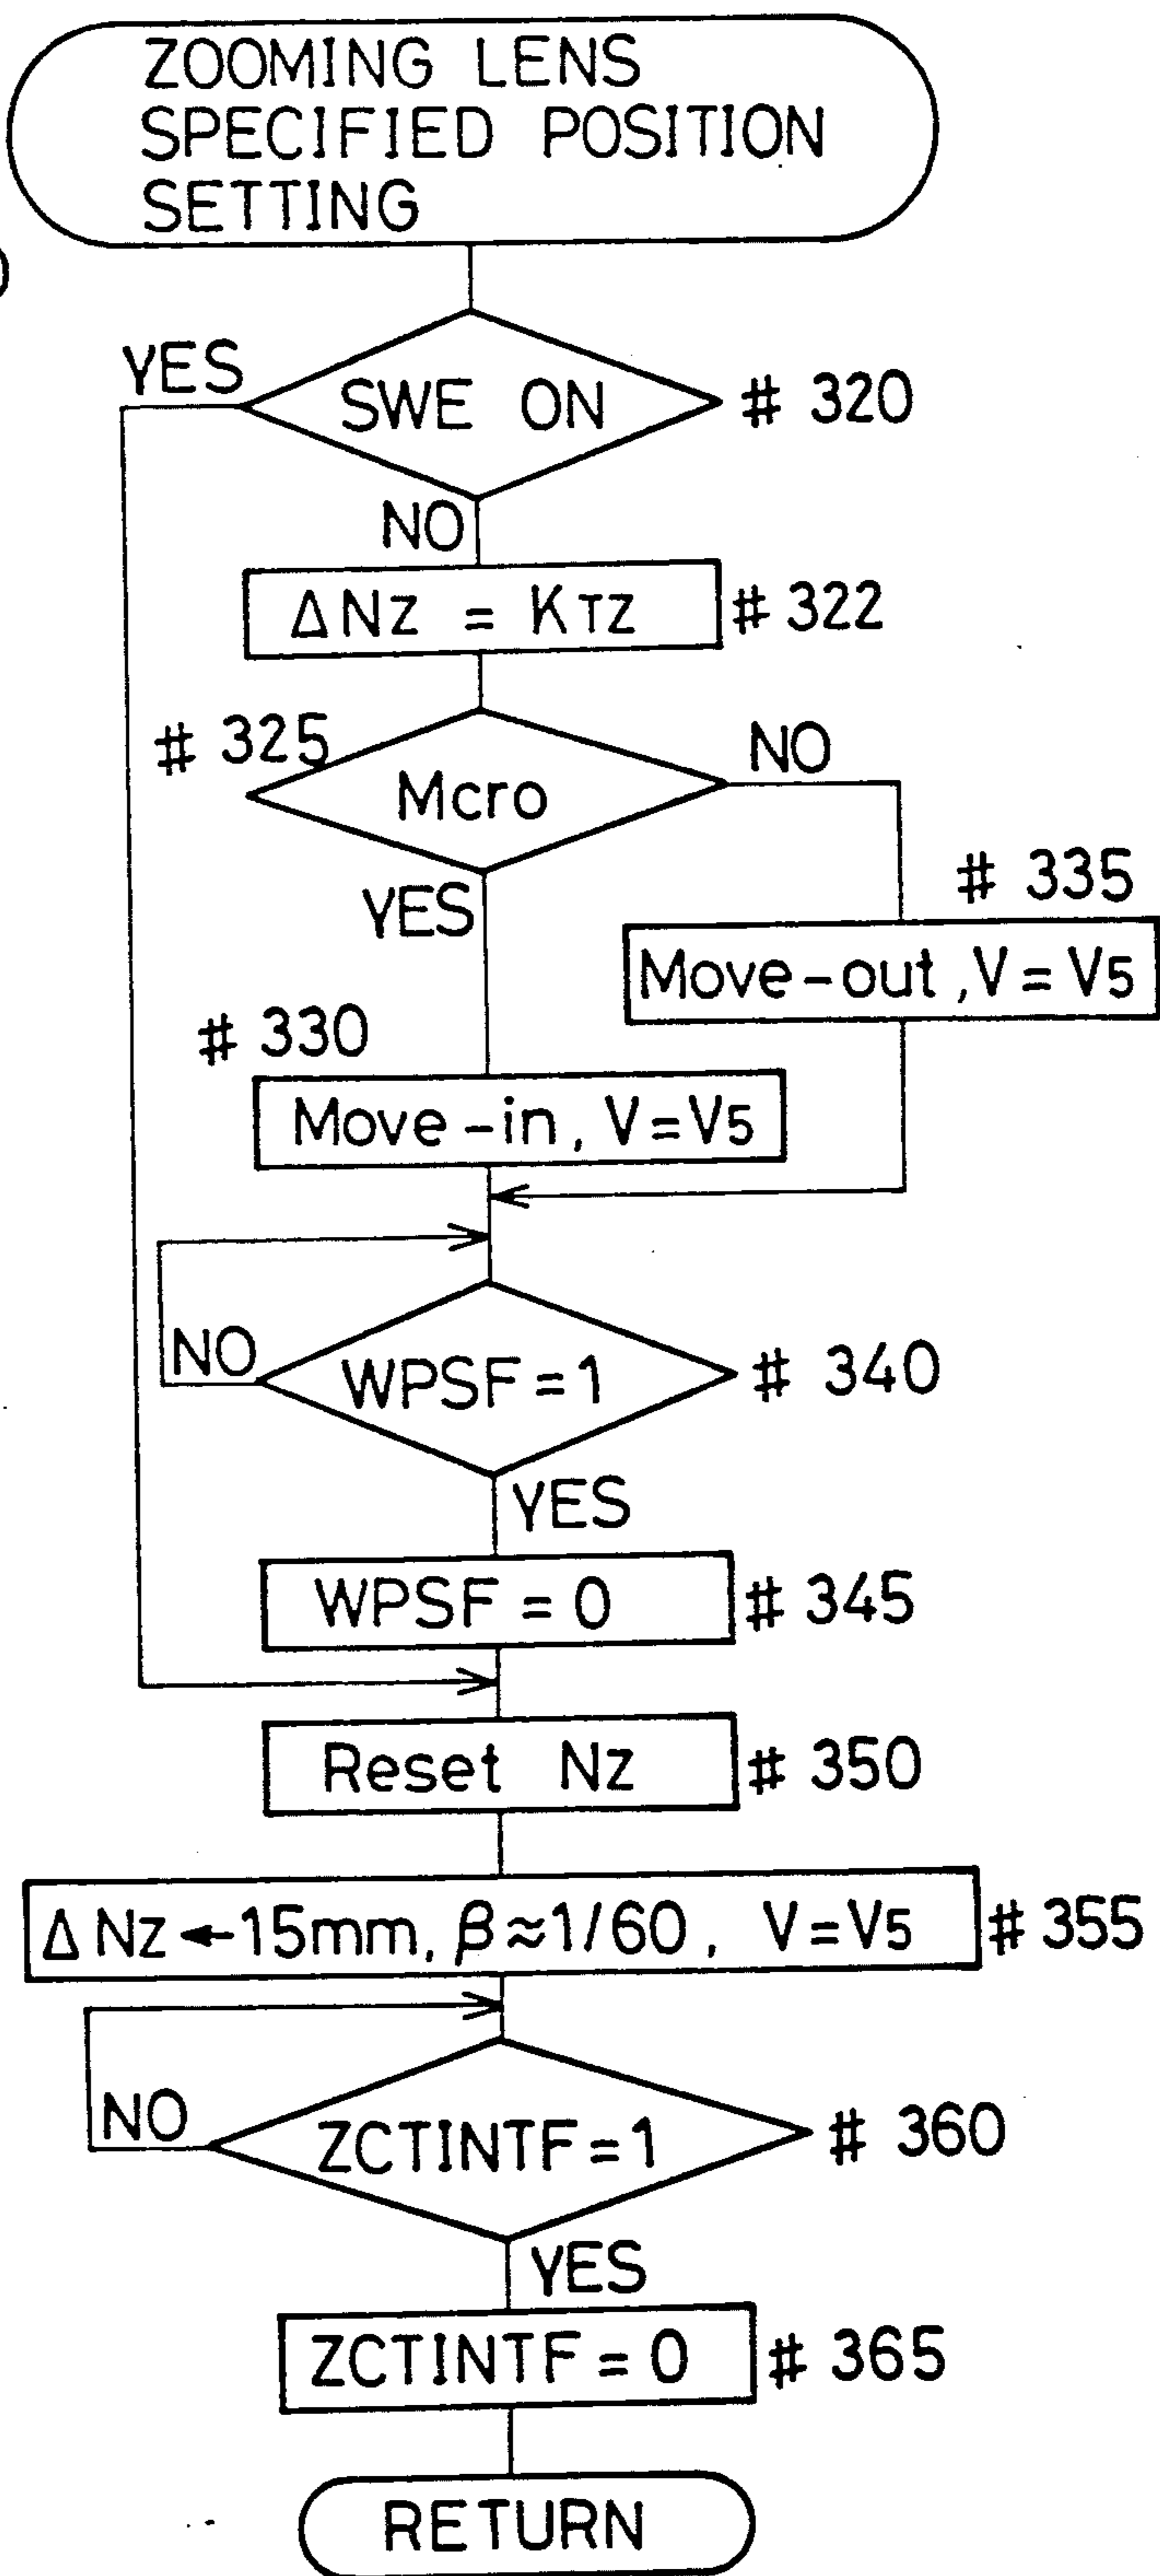 ZOOMING LENS
SPECIFIED POSITION
SETTING
YES
SWE ON
# 320
NO
ΔNz = KTZ
# 322
# 325
Mcro
NO
YES
# 335
Move-out, V=V5
# 330
Move-in, V=V5
NO
WPSF=1
# 340
YES
WPSF=0
# 345
Reset Nz
# 350
ΔNz←15mm, β≈1/60, V=V5
# 355
NO
ZCTINTF=1
# 360
YES
ZCTINTF=0
# 365
RETURN